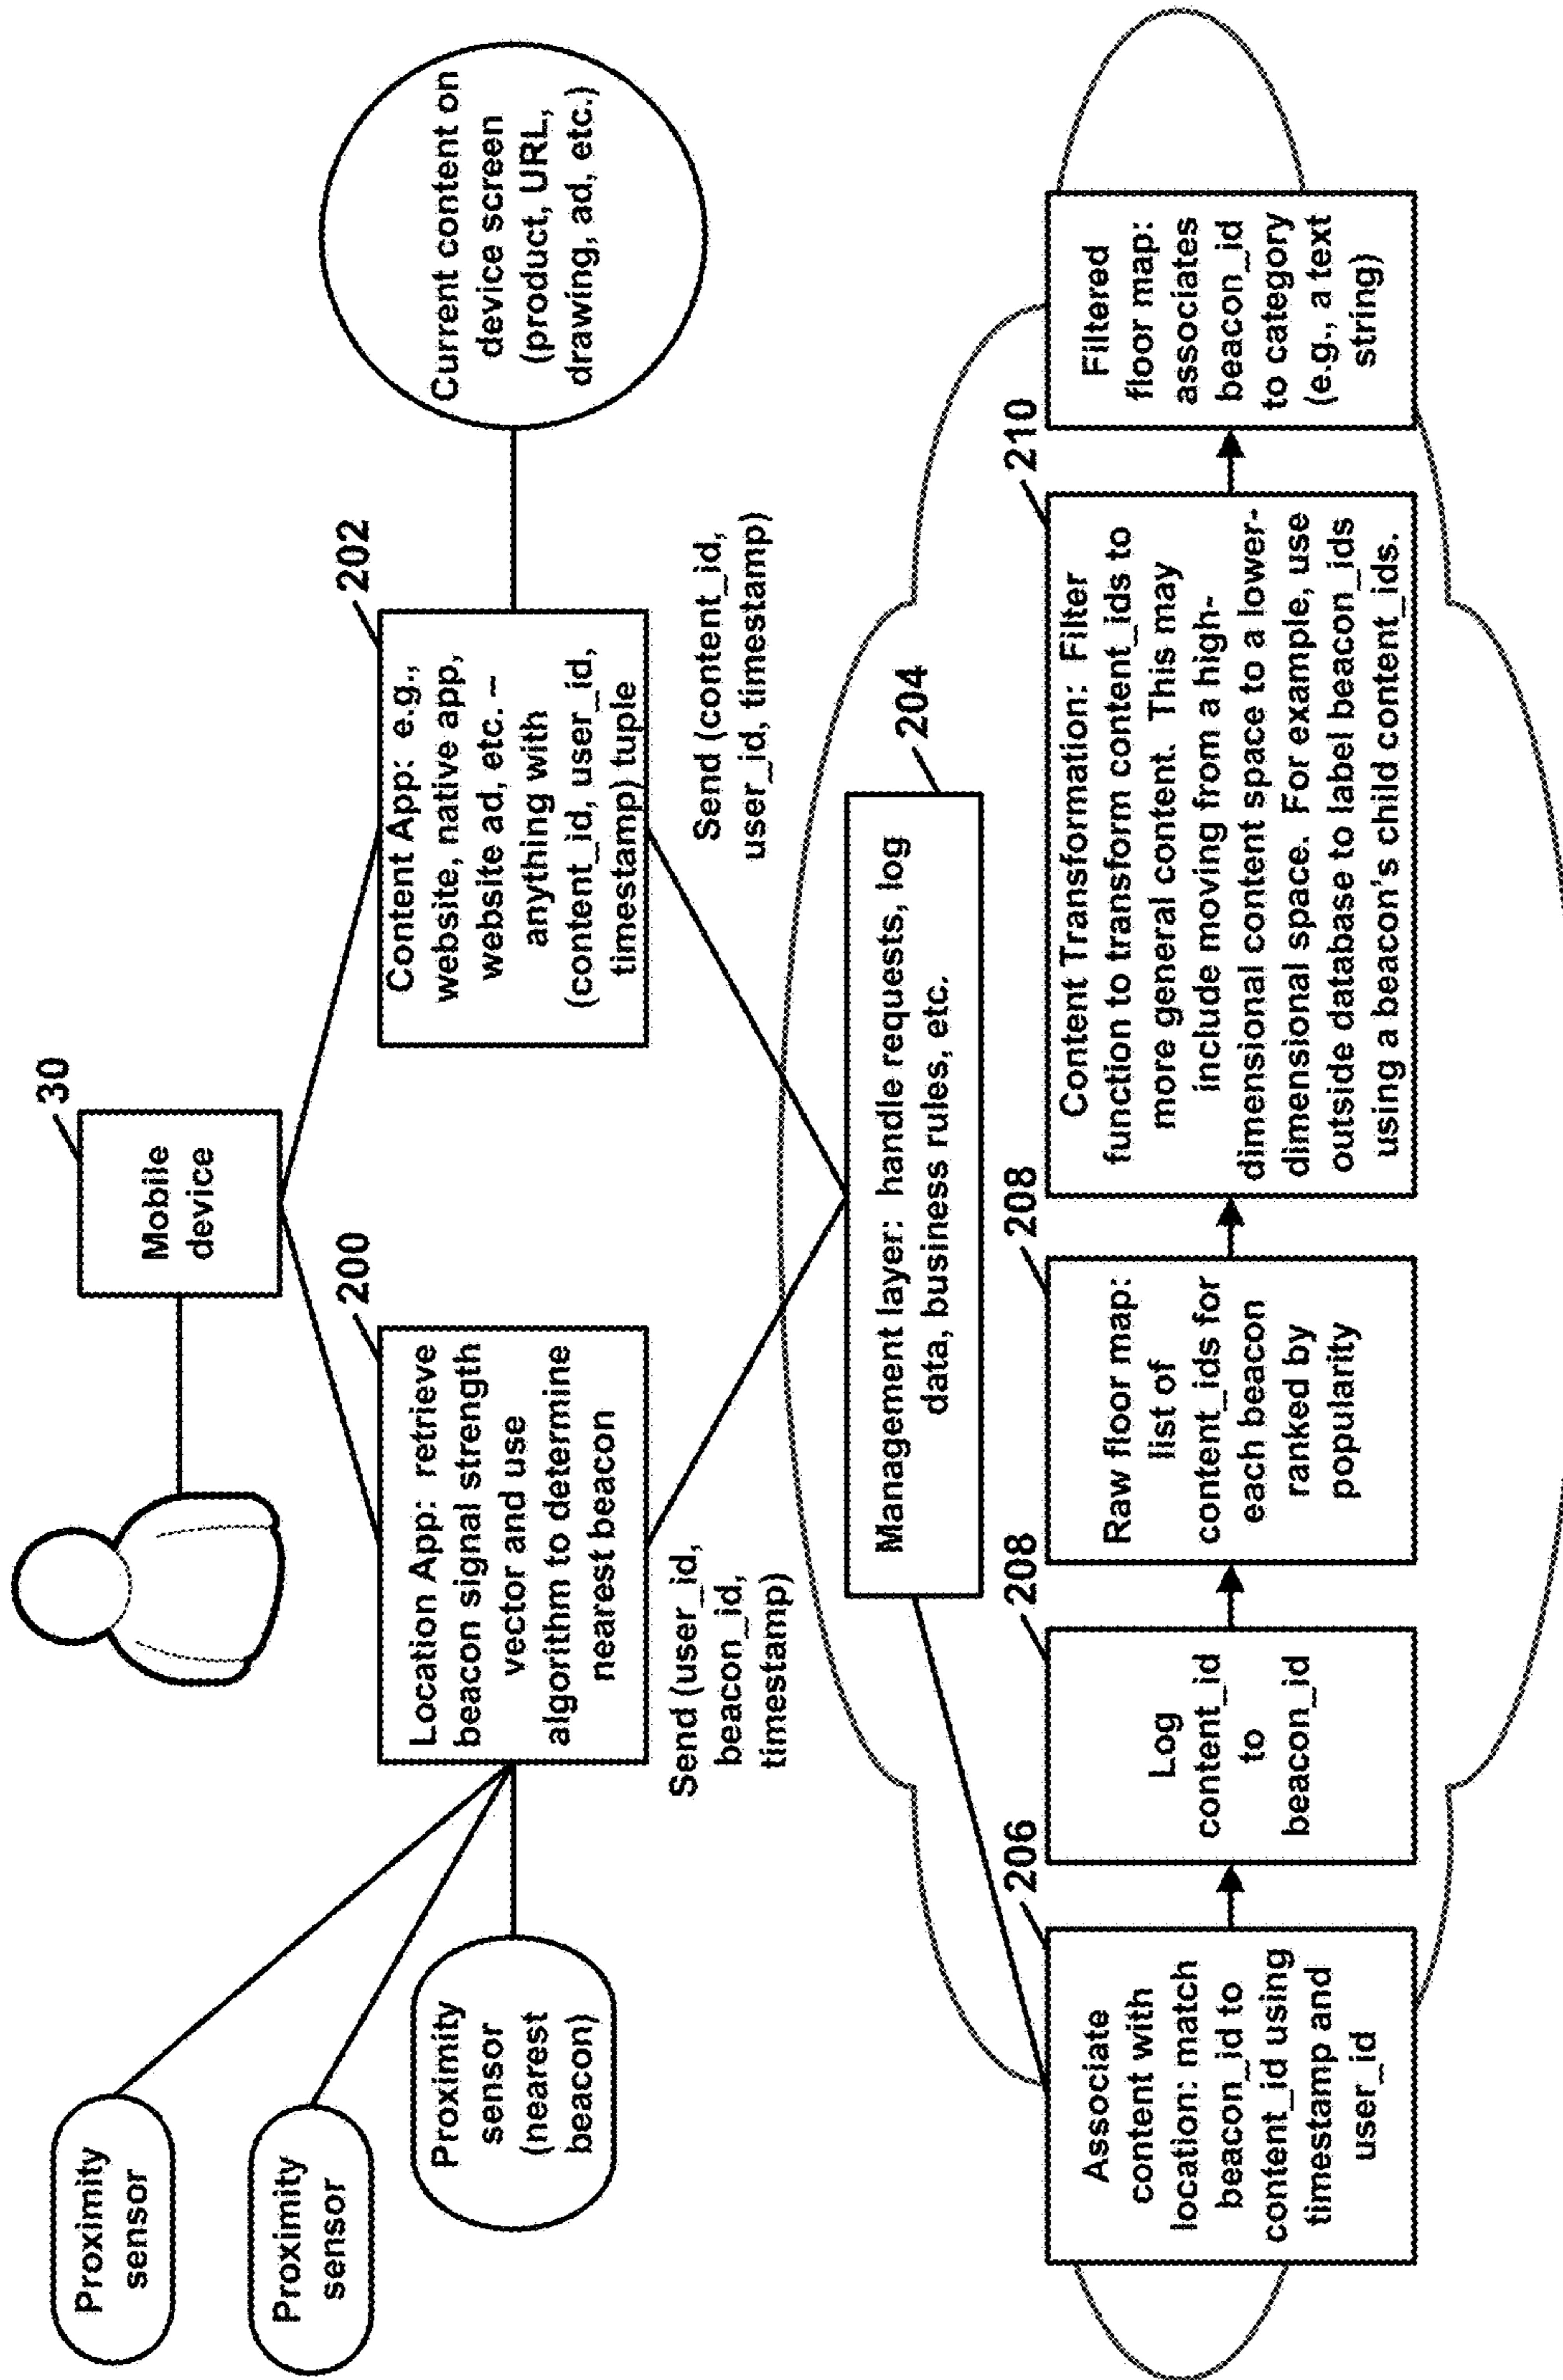 30
Mobile
device
Proximity
sensor
Proximity
sensor
Proximity
sensor
(nearest
beacon)
200
Location App: retrieve
beacon signal strength
vector and use
algorithm to determine
nearest beacon
202
Content App: e.g.,
website, native app,
website ad, etc. –
anything with
(content_id, user_id,
timestamp) tuple
Current content on
device screen
(product, URL,
drawing, ad, etc.)
Send (user_id,
beacon_id,
timestamp)
Send (content_id,
user_id, timestamp)
204
Management layer: handle requests, log
data, business rules, etc.
206
Associate
content with
location: match
beacon_id to
content_id using
timestamp and
user_id
208
Log
content_id
to
beacon_id
208
Raw floor map:
list of
content_ids for
each beacon
ranked by
popularity
210
Content Transformation: Filter
function to transform content_ids to
more general content. This may
include moving from a high-
dimensional content space to a lower-
dimensional space. For example, use
outside database to label beacon_ids
using a beacon's child content_ids.
Filtered
floor map:
associates
beacon_id
to category
(e.g., a text
string)